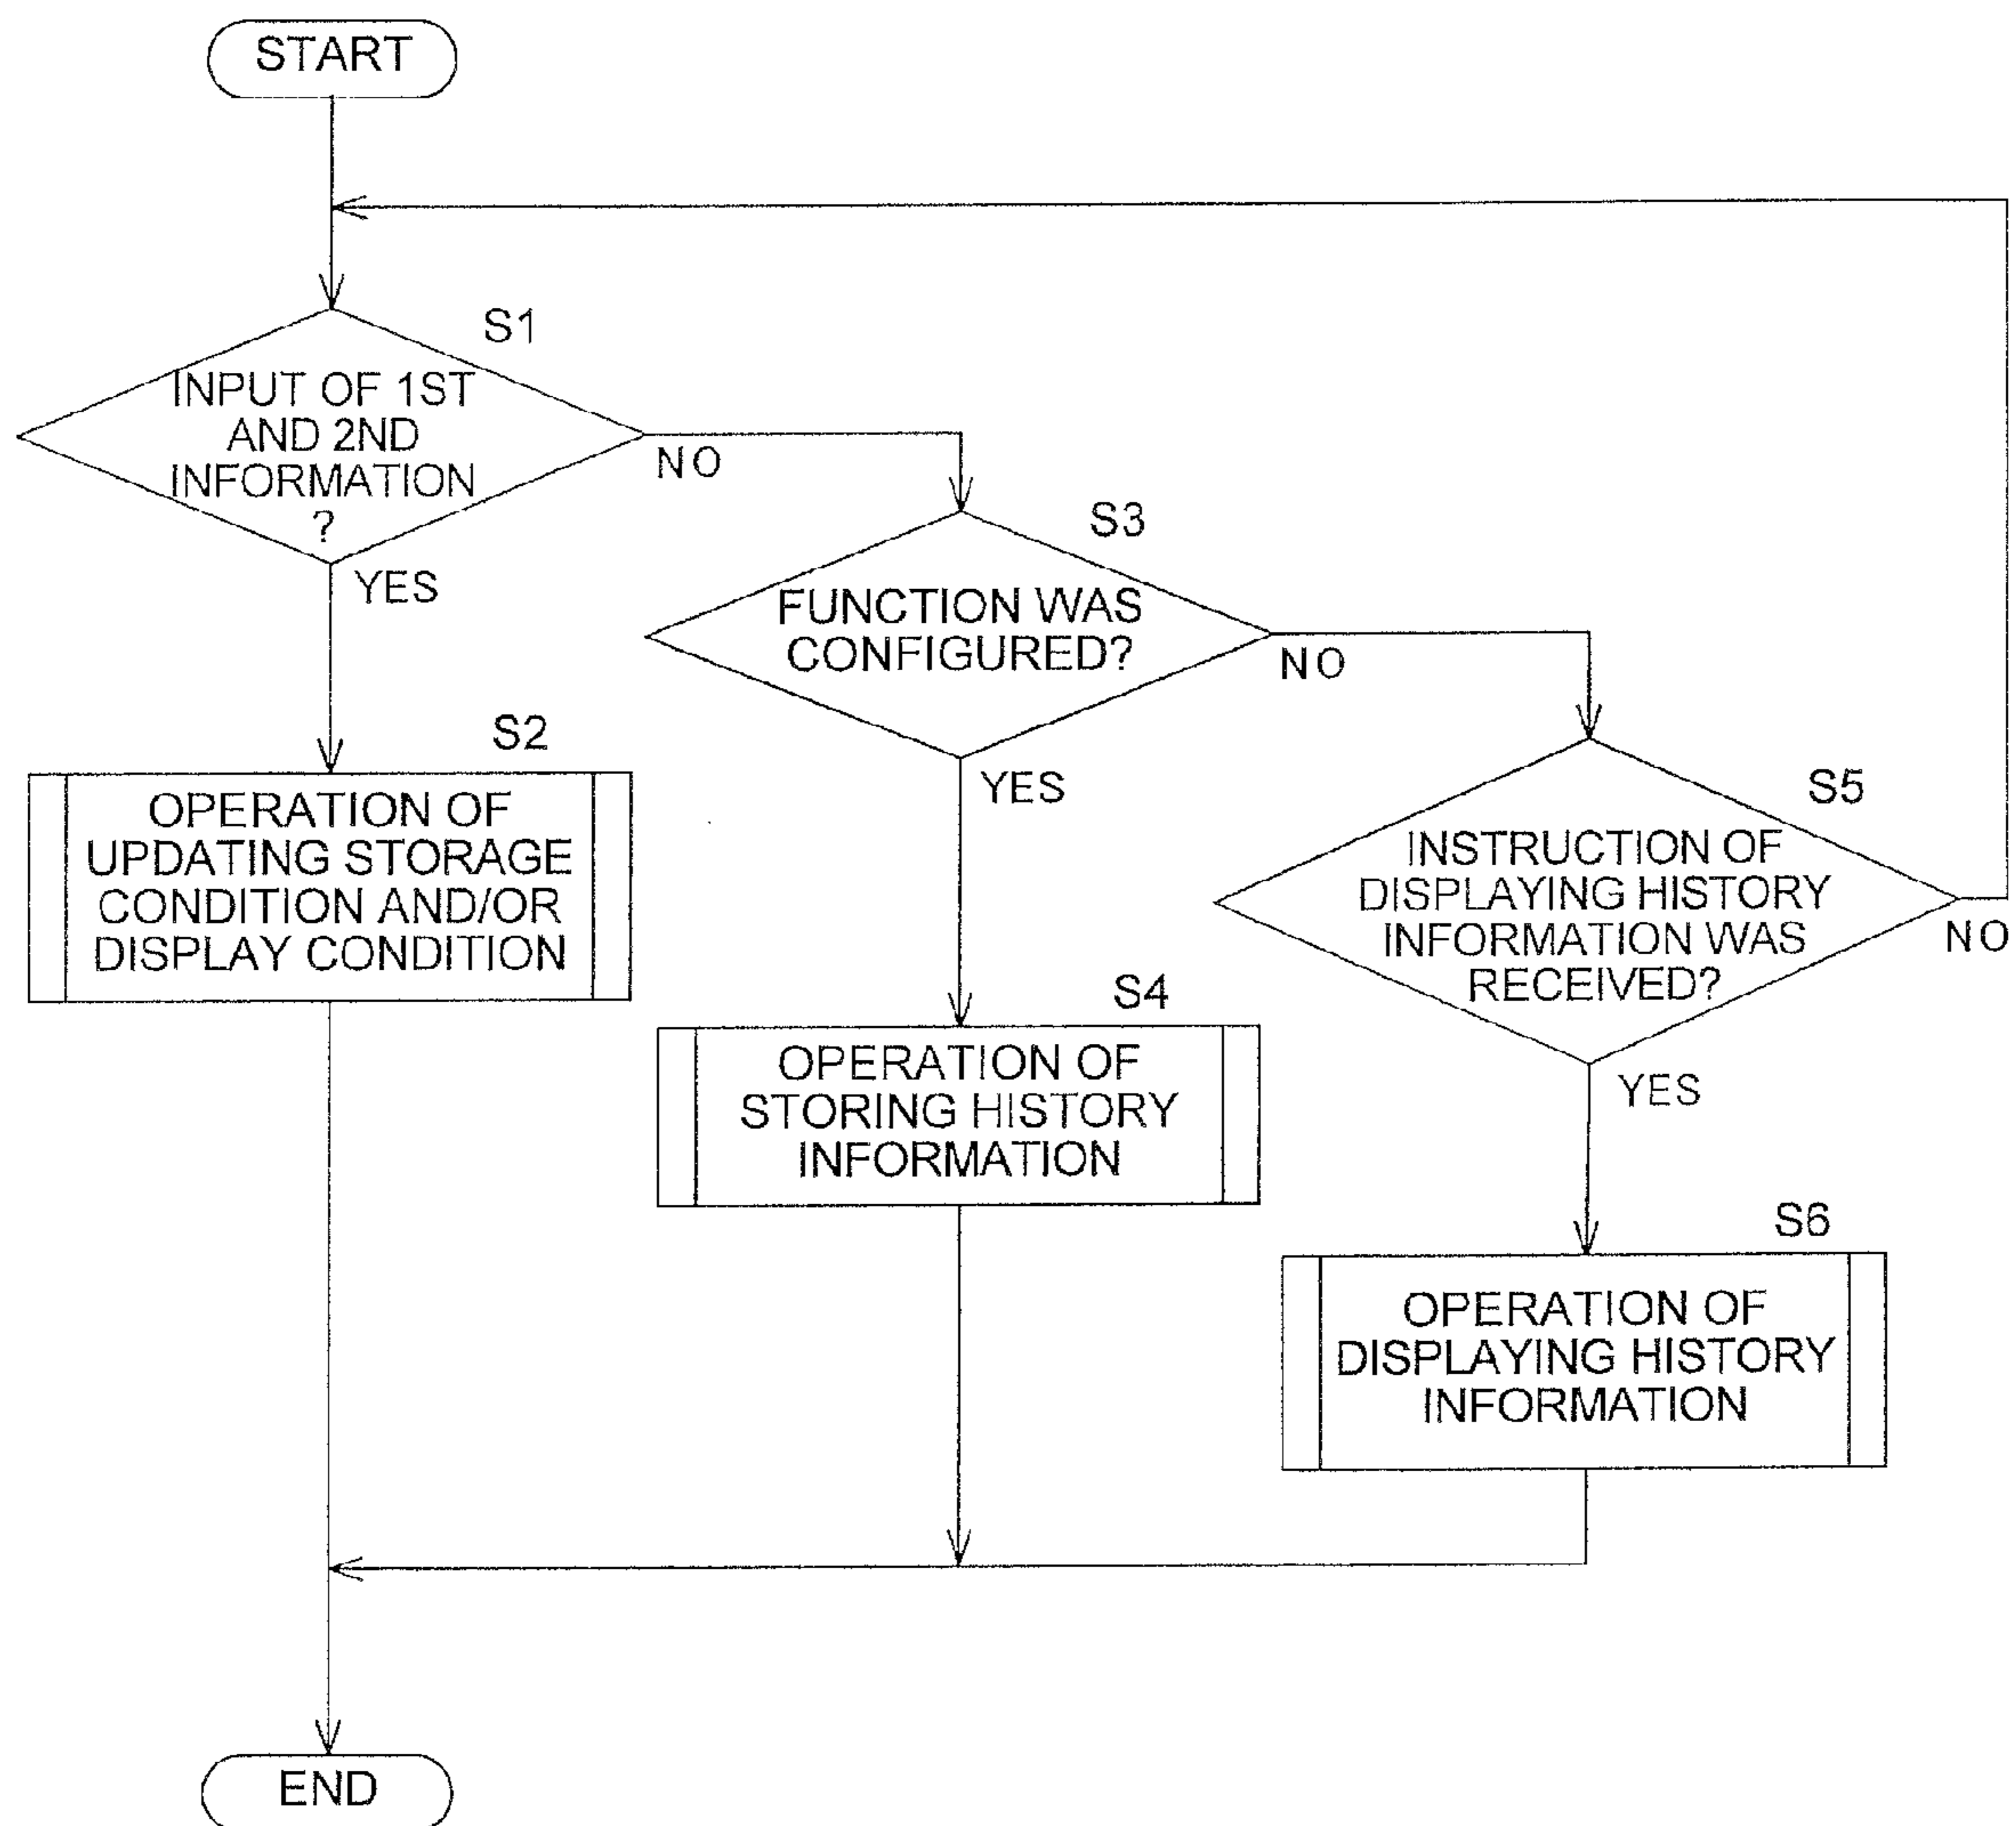 START
S1
INPUT OF 1ST
AND 2ND
INFORMATION
?
NO
YES
S3
FUNCTION WAS
CONFIGURED?
NO
YES
S2
OPERATION OF
UPDATING STORAGE
CONDITION AND/OR
DISPLAY CONDITION
S5
INSTRUCTION OF
DISPLAYING HISTORY
INFORMATION WAS
RECEIVED?
NO
YES
S4
OPERATION OF
STORING HISTORY
INFORMATION
S6
OPERATION OF
DISPLAYING HISTORY
INFORMATION
END